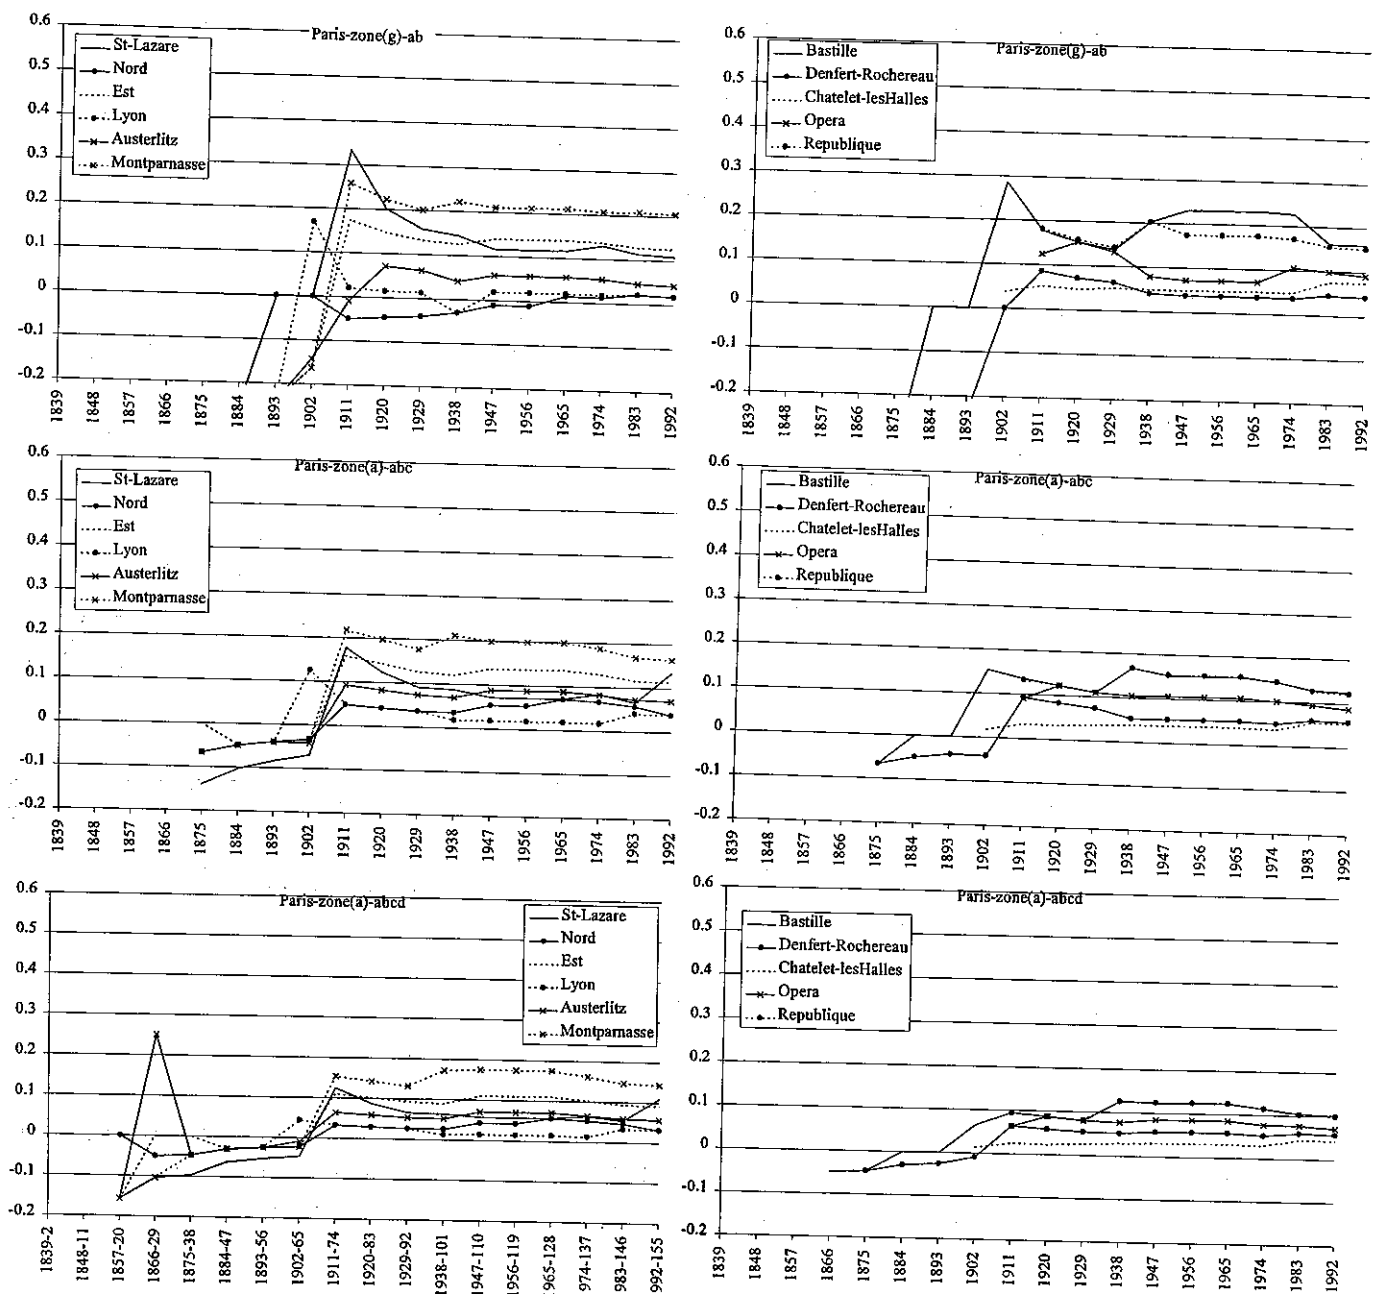 Paris-zone(g)-ab
0.6
0.5
0.4
0.3
0.2
0.1
0
-0.1
-0.2
St-Lazare
Nord
Est
Lyon
Austerlitz
Montparnasse
1839 1848 1857 1866 1875 1884 1893 1902 1911 1920 1929 1938 1947 1956 1965 1974 1983 1992
Paris-zone(g)-ab
0.6
0.5
0.4
0.3
0.2
0.1
0
-0.1
-0.2
Bastille
Denfert-Rochereau
Chatelet-lesHalles
Opera
Republique
1839 1848 1857 1866 1875 1884 1893 1902 1911 1920 1929 1938 1947 1956 1965 1974 1983 1992
Paris-zone(a)-abc
0.6
0.5
0.4
0.3
0.2
0.1
0
-0.1
-0.2
St-Lazare
Nord
Est
Lyon
Austerlitz
Montparnasse
1839 1848 1857 1866 1875 1884 1893 1902 1911 1920 1929 1938 1947 1956 1965 1974 1983 1992
Paris-zone(a)-abc
0.6
0.5
0.4
0.3
0.2
0.1
0
-0.1
-0.2
Bastille
Denfert-Rochereau
Chatelet-lesHalles
Opera
Republique
1839 1848 1857 1866 1875 1884 1893 1902 1911 1920 1929 1938 1947 1956 1965 1974 1983 1992
Paris-zone(a)-abcd
0.6
0.5
0.4
0.3
0.2
0.1
0
-0.1
-0.2
St-Lazare
Nord
Est
Lyon
Austerlitz
Montparnasse
1839-2 1848-11 1857-20 1866-29 1875-38 1884-47 1893-56 1902-65 1911-74 1920-83 1929-92 1938-101 1947-110 1956-119 1965-128 974-137 983-146 992-155
Paris-zone(a)-abcd
0.6
0.5
0.4
0.3
0.2
0.1
0
-0.1
-0.2
Bastille
Denfert-Rochereau
Chatelet-lesHalles
Opera
Republique
1839 1848 1857 1866 1875 1884 1893 1902 1911 1920 1929 1938 1947 1956 1965 1974 1983 1992